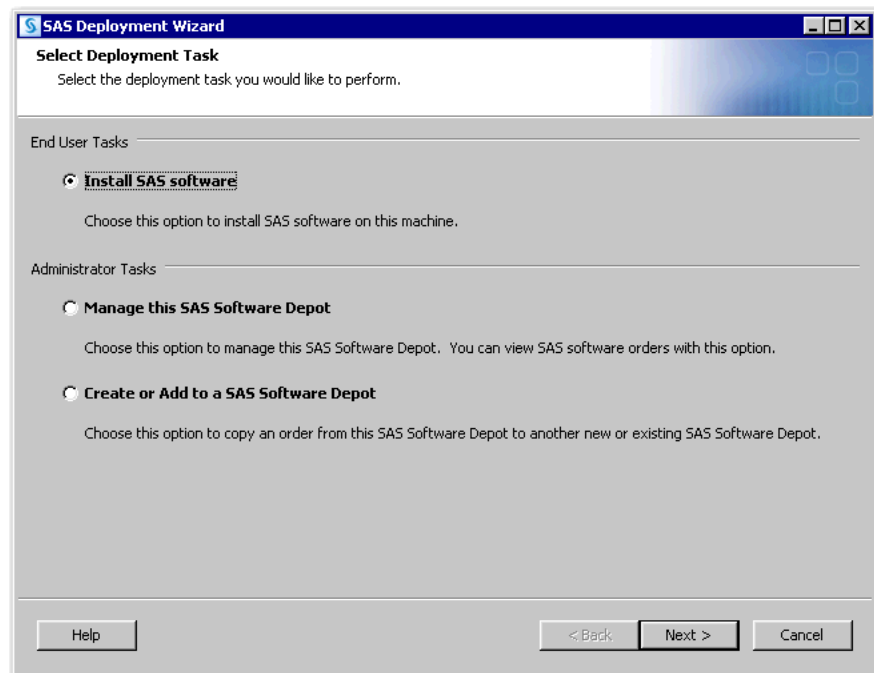 SAS Deployment Wizard
Select Deployment Task
Select the deployment task you would like to perform.
End User Tasks
Install SAS software
Choose this option to install SAS software on this machine.
Administrator Tasks
Manage this SAS Software Depot
Choose this option to manage this SAS Software Depot. You can view SAS software orders with this option.
Create or Add to a SAS Software Depot
Choose this option to copy an order from this SAS Software Depot to another new or existing SAS Software Depot.
Help
< Back
Next >
Cancel